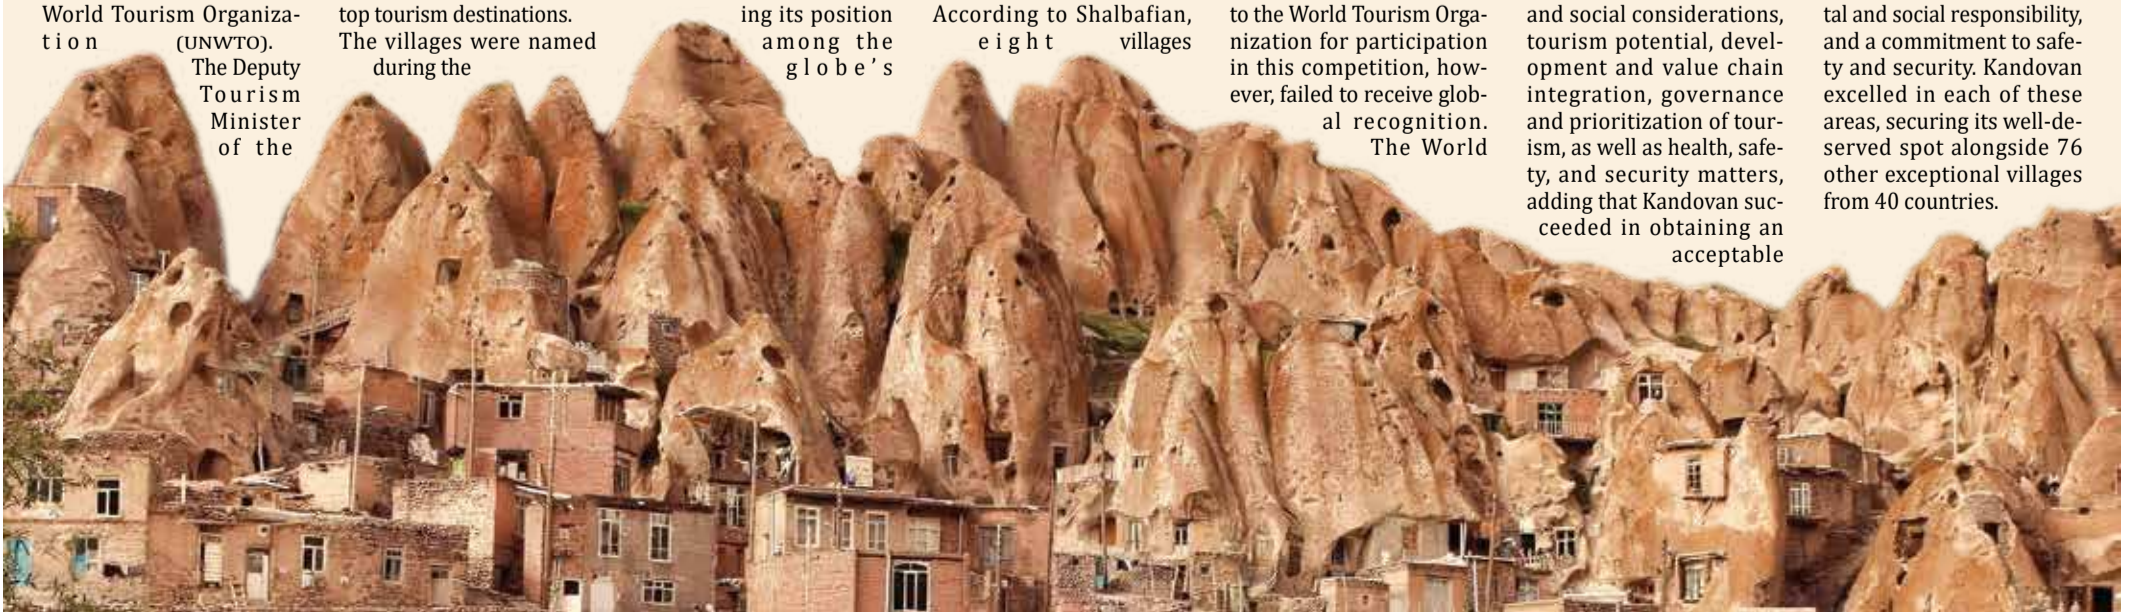 World Tourism Organiza-
tion (UNWTO).
The Deputy
Tourism
Minister
of the
top tourism destinations.
The villages were named
during the
ing its position
among the
globe's
According to Shalbafian,
eight villages
to the World Tourism Orga-
nization for participation
in this competition, how-
ever, failed to receive glob-
al recognition.
The World
and social considerations,
tourism potential, devel-
opment and value chain
integration, governance
and prioritization of tour-
ism, as well as health, safe-
ty, and security matters,
adding that Kandovan suc-
ceeded in obtaining an
acceptable
tal and social responsibility,
and a commitment to safe-
ty and security. Kandovan
excelled in each of these
areas, securing its well-de-
served spot alongside 76
other exceptional villages
from 40 countries.